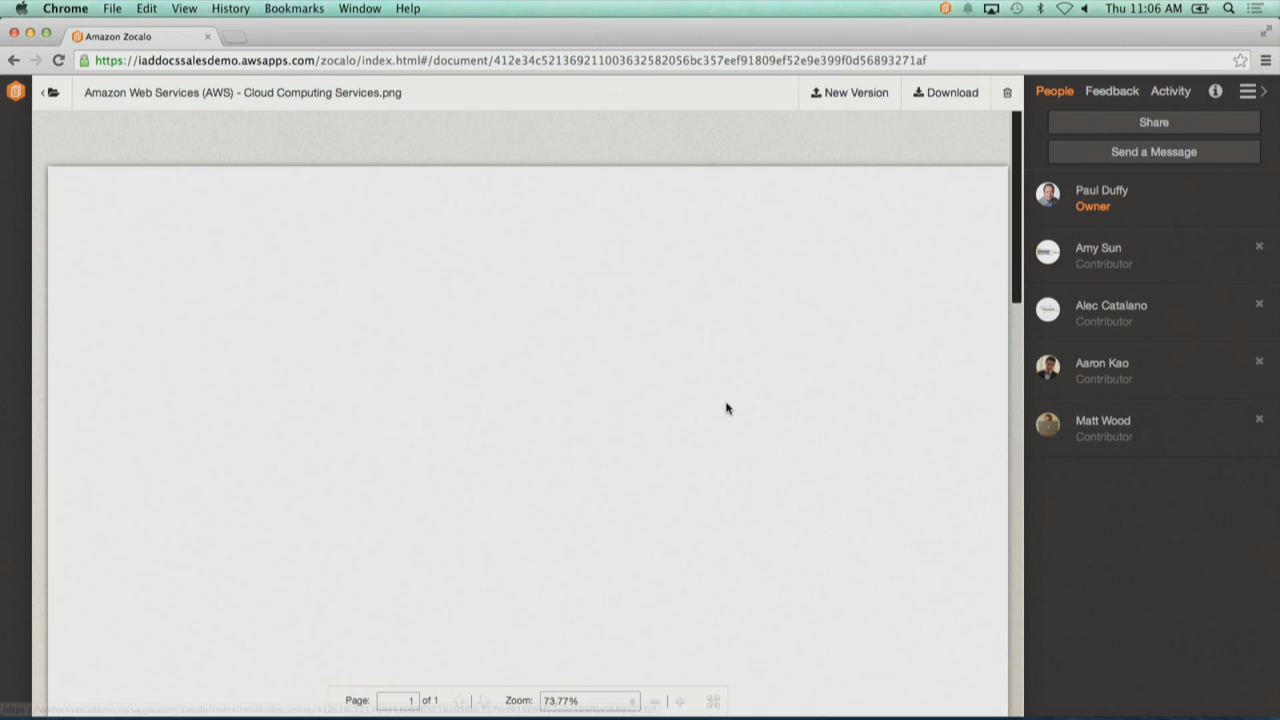 Chrome File Edit View History Bookmarks Window Help Thu 11:06 AM
Amazon Zocalo
https://iaddocssalesdemo.awsapps.com/zocalo/index.html#/document/412e34c521369211003632582056bc357eef91809ef52e9e399f0d56893271af
Amazon Web Services (AWS) - Cloud Computing Services.png New Version Download People Feedback Activity
Share
Send a Message
Paul Duffy
Owner
Amy Sun
Contributor
Alec Catalano
Contributor
Aaron Kao
Contributor
Matt Wood
Contributor
Page: 1 of 1 Zoom: 73.77%